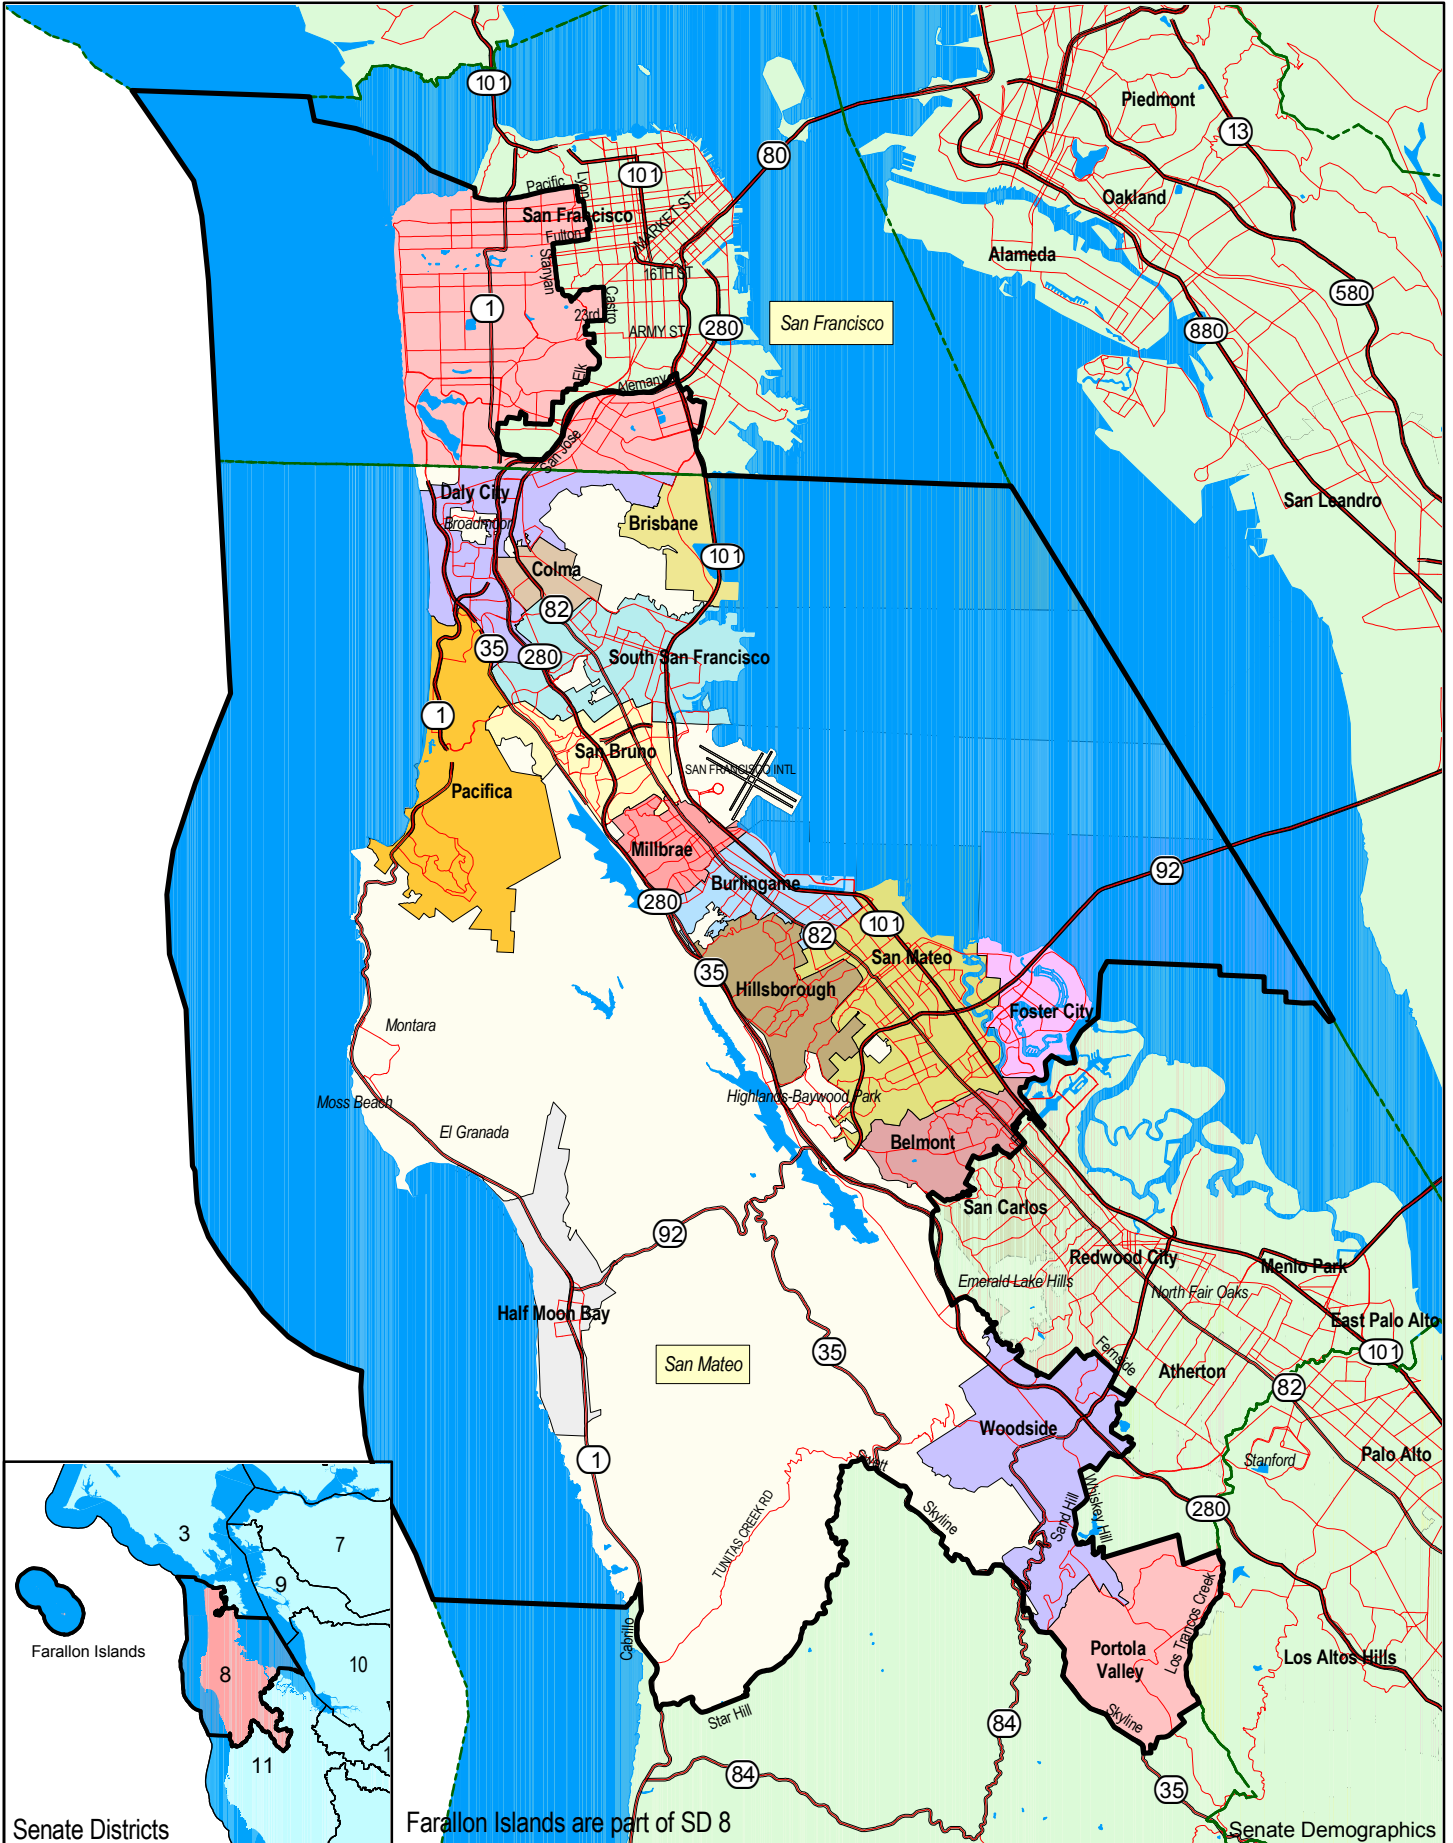 101
Piedmont
13
80
Pacific
Lyon
101
San Francisco
MARKET ST
Oakland
Fulton
Stanyan
Alameda
16TH ST
Castro
580
1
23rd
ARMY ST
280
San Francisco
880
Elk
Alemany
San Jose
Daly City
San Leandro
Broadmoor
Brisbane
101
Colma
82
35
280
South San Francisco
1
San Bruno
SAN FRANCISCO INTL
Pacifica
Millbrae
92
Burlingame
280
82
101
San Mateo
35
Hillsborough
Foster City
Montara
Highlands-Baywood Park
Moss Beach
El Granada
Belmont
San Carlos
92
Redwood City
Menlo Park
Emerald Lake Hills
North Fair Oaks
Half Moon Bay
East Palo Alto
35
Fernside
101
San Mateo
Atherton
82
Woodside
Palo Alto
1
Stanford
Skyline
Sand Hill
Whiskey Hill
280
TUNITAS CREEK RD
3
7
9
Los Trancos Creek
Cabrillo
Farallon Islands
Portola
Valley
Los Altos Hills
8
10
Star Hill
Skyline
84
11
1
84
35
Senate Districts
Farallon Islands are part of SD 8
Senate Demographics